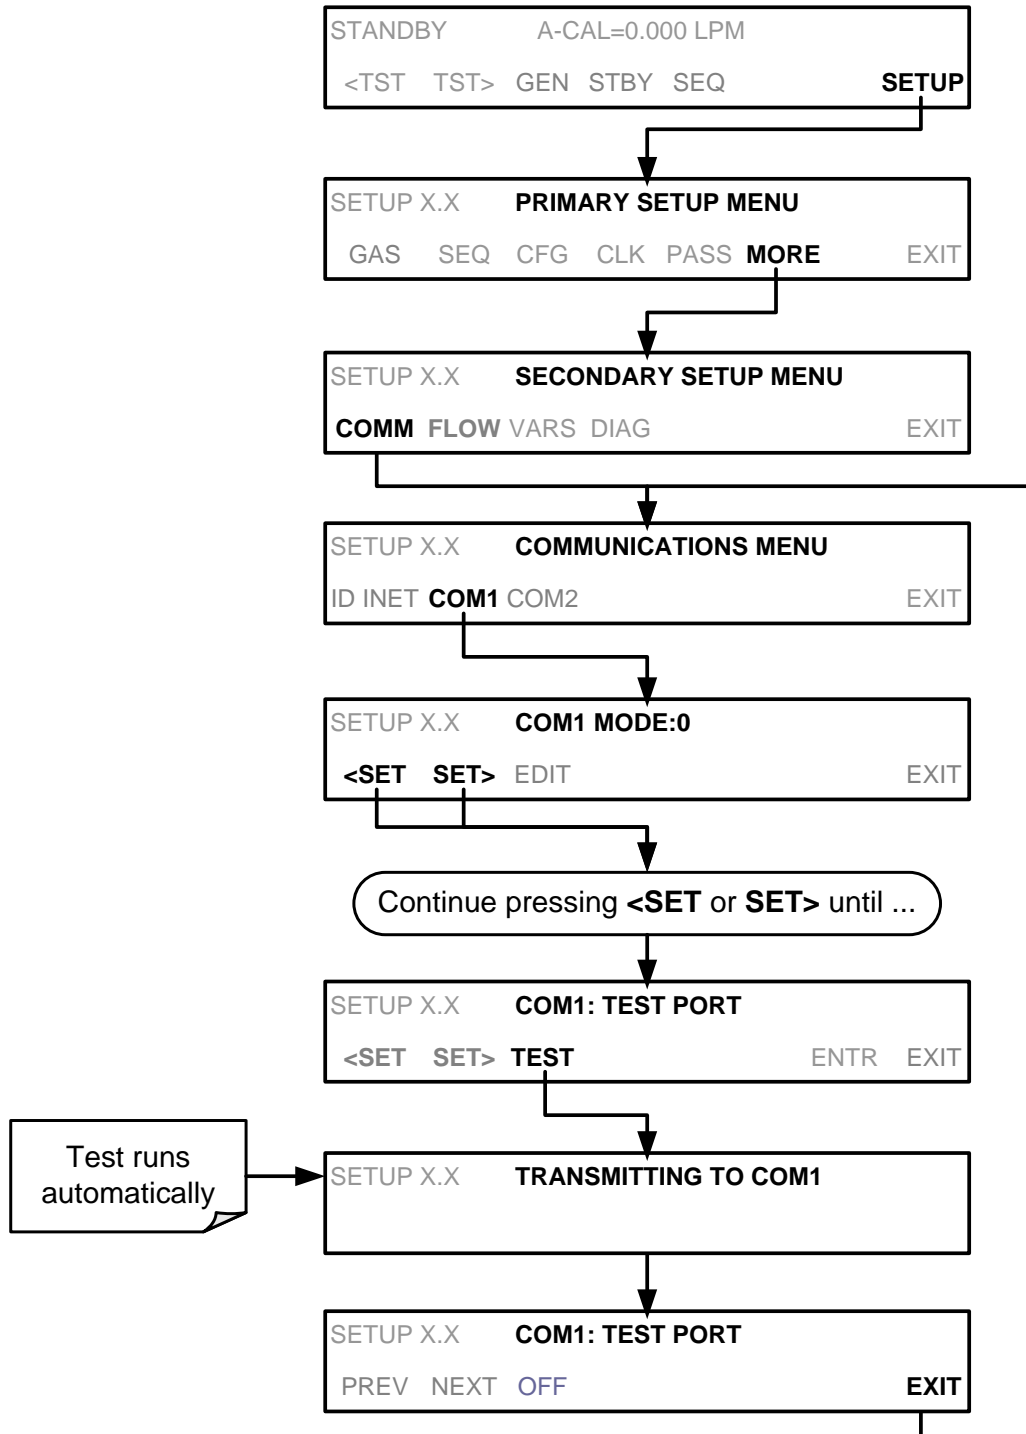 STANDBY A-CAL=0.000 LPM
<TST TST> GEN STBY SEQ SETUP
SETUP X.X PRIMARY SETUP MENU
GAS SEQ CFG CLK PASS MORE EXIT
SETUP X.X SECONDARY SETUP MENU
COMM FLOW VARS DIAG EXIT
SETUP X.X COMMUNICATIONS MENU
ID INET COM1 COM2 EXIT
SETUP X.X COM1 MODE:0
<SET SET> EDIT EXIT
Continue pressing <SET or SET> until ...
SETUP X.X COM1: TEST PORT
<SET SET> TEST ENTR EXIT
Test runs
automatically
SETUP X.X TRANSMITTING TO COM1
SETUP X.X COM1: TEST PORT
PREV NEXT OFF EXIT